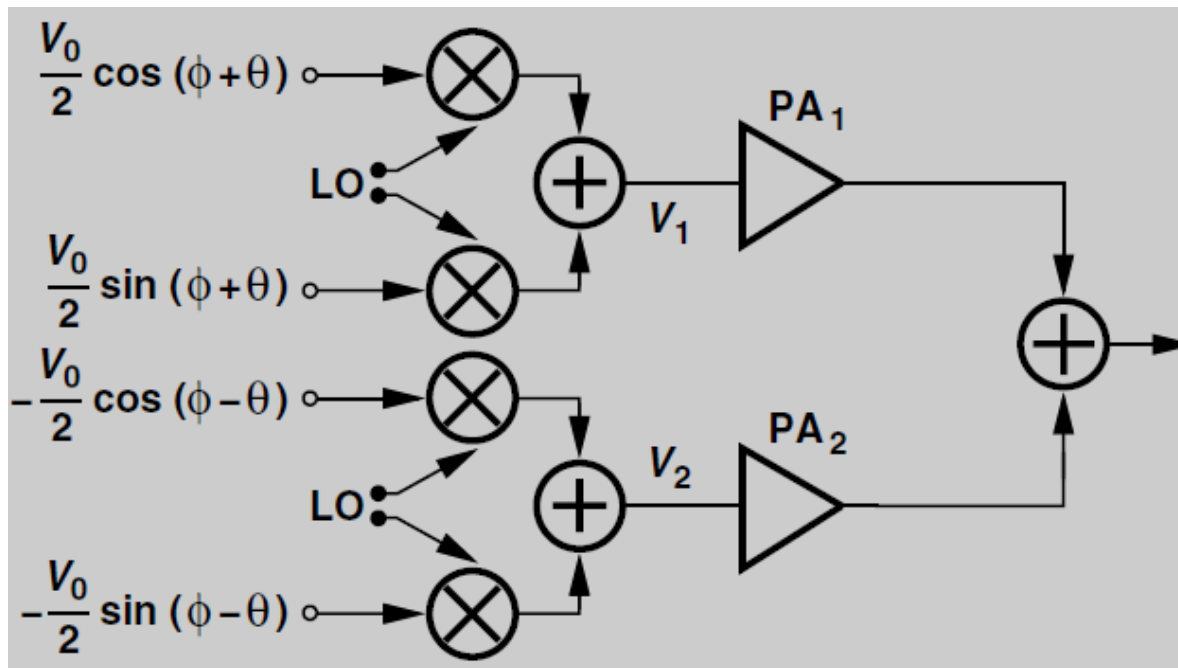 V0/2 cos (ϕ+θ)
PA1
LO
V1
V0/2 sin (ϕ+θ)
−V0/2 cos (ϕ−θ)
PA2
LO
V2
−V0/2 sin (ϕ−θ)